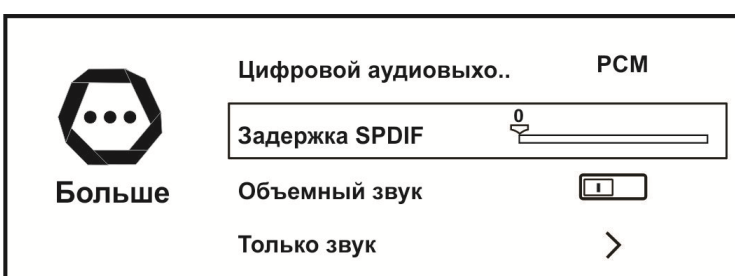 Цифровой аудиовыхо..
PCM
0
Задержка SPDIF
Больше
Объемный звук
Только звук